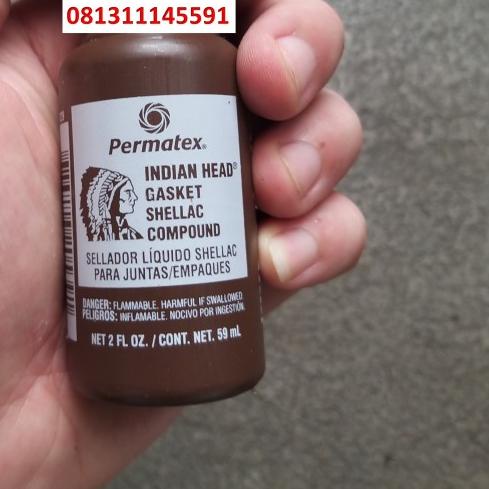 081311145591
Permatex®
INDIAN HEAD®
GASKET
SHELLAC
COMPOUND
SELLADOR LÍQUIDO SHELLAC
PARA JUNTAS/EMPAQUES
DANGER: FLAMMABLE. HARMFUL IF SWALLOWED.
PELIGROS: INFLAMABLE. NOCIVO POR INGESTIÓN.
NET 2 FL OZ. / CONT. NET. 59 mL